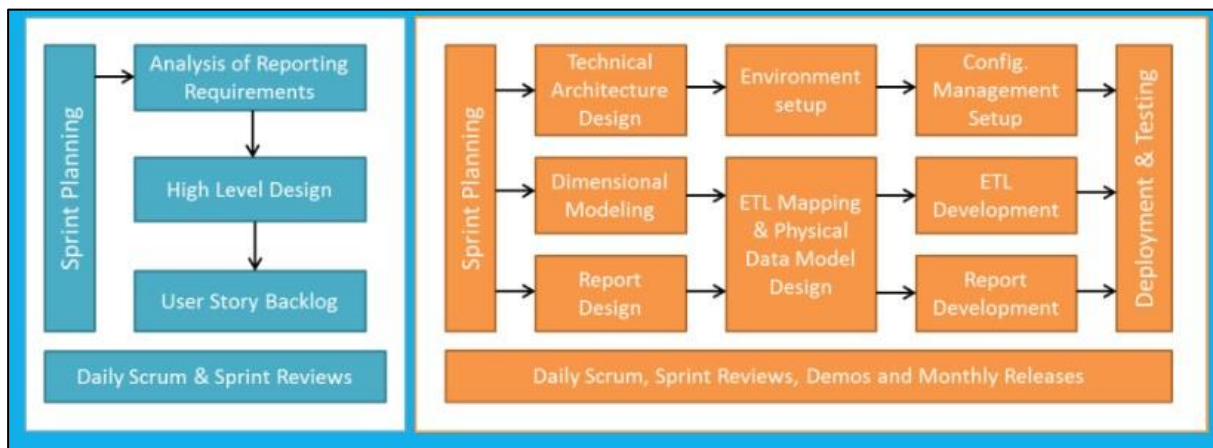 Sprint Planning
Analysis of Reporting
Requirements
High Level Design
User Story Backlog
Daily Scrum & Sprint Reviews
Sprint Planning
Technical
Architecture
Design
Environment
setup
Config.
Management
Setup
Dimensional
Modeling
ETL Mapping
& Physical
Data Model
Design
ETL
Development
Report
Design
Report
Development
Deployment & Testing
Daily Scrum, Sprint Reviews, Demos and Monthly Releases